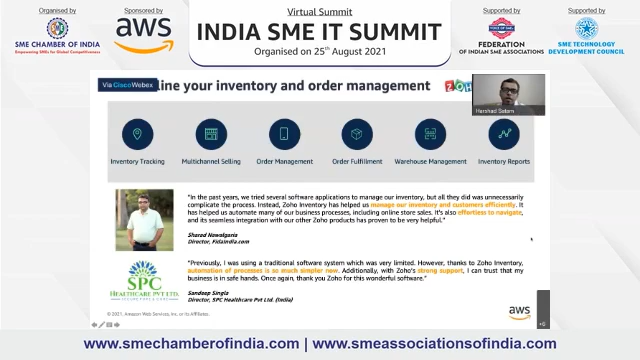 Organised by
SME CHAMBER OF INDIA
Empowering SMEs for Global Competitiveness
Sponsored by
aws
Virtual Summit
INDIA SME IT SUMMIT
Organised on 25th August 2021
Supported by
FEDERATION
OF INDIAN SME ASSOCIATIONS
Supported by
SME TECHNOLOGY
DEVELOPMENT COUNCIL
Via Cisco Webex
line your inventory and order management
ZOH
Inventory Tracking
Multichannel Selling
Order Management
Order Fulfillment
Warehouse Management
Inventory Reports
"In the past years, we tried several software applications to manage our inventory, but all they did was unnecessarily
complicate the process. Instead, Zoho Inventory has helped us manage our inventory and customers efficiently. It
has helped us automate many of our business processes, including online store sales. It's also effortless to navigate,
and its seamless integration with our other Zoho products has proven to be very helpful."
Director, Fidaindia.com
SPC
HEALTHCARE PVT LTD.
"Previously, I was using a traditional software system which was very limited. However, thanks to Zoho Inventory,
automation of processes is so much simpler now. Additionally, with Zoho's strong support, I can trust that my
business is in safe hands. Once again, thank you Zoho for this wonderful software."
Sandeep Singla
Director, SPC Healthcare Pvt Ltd. (India)
© 2021, Amazon Web Services, Inc. or its Affiliates.
aws
www.smechamberofindia.com | www.smeassociationsofindia.com